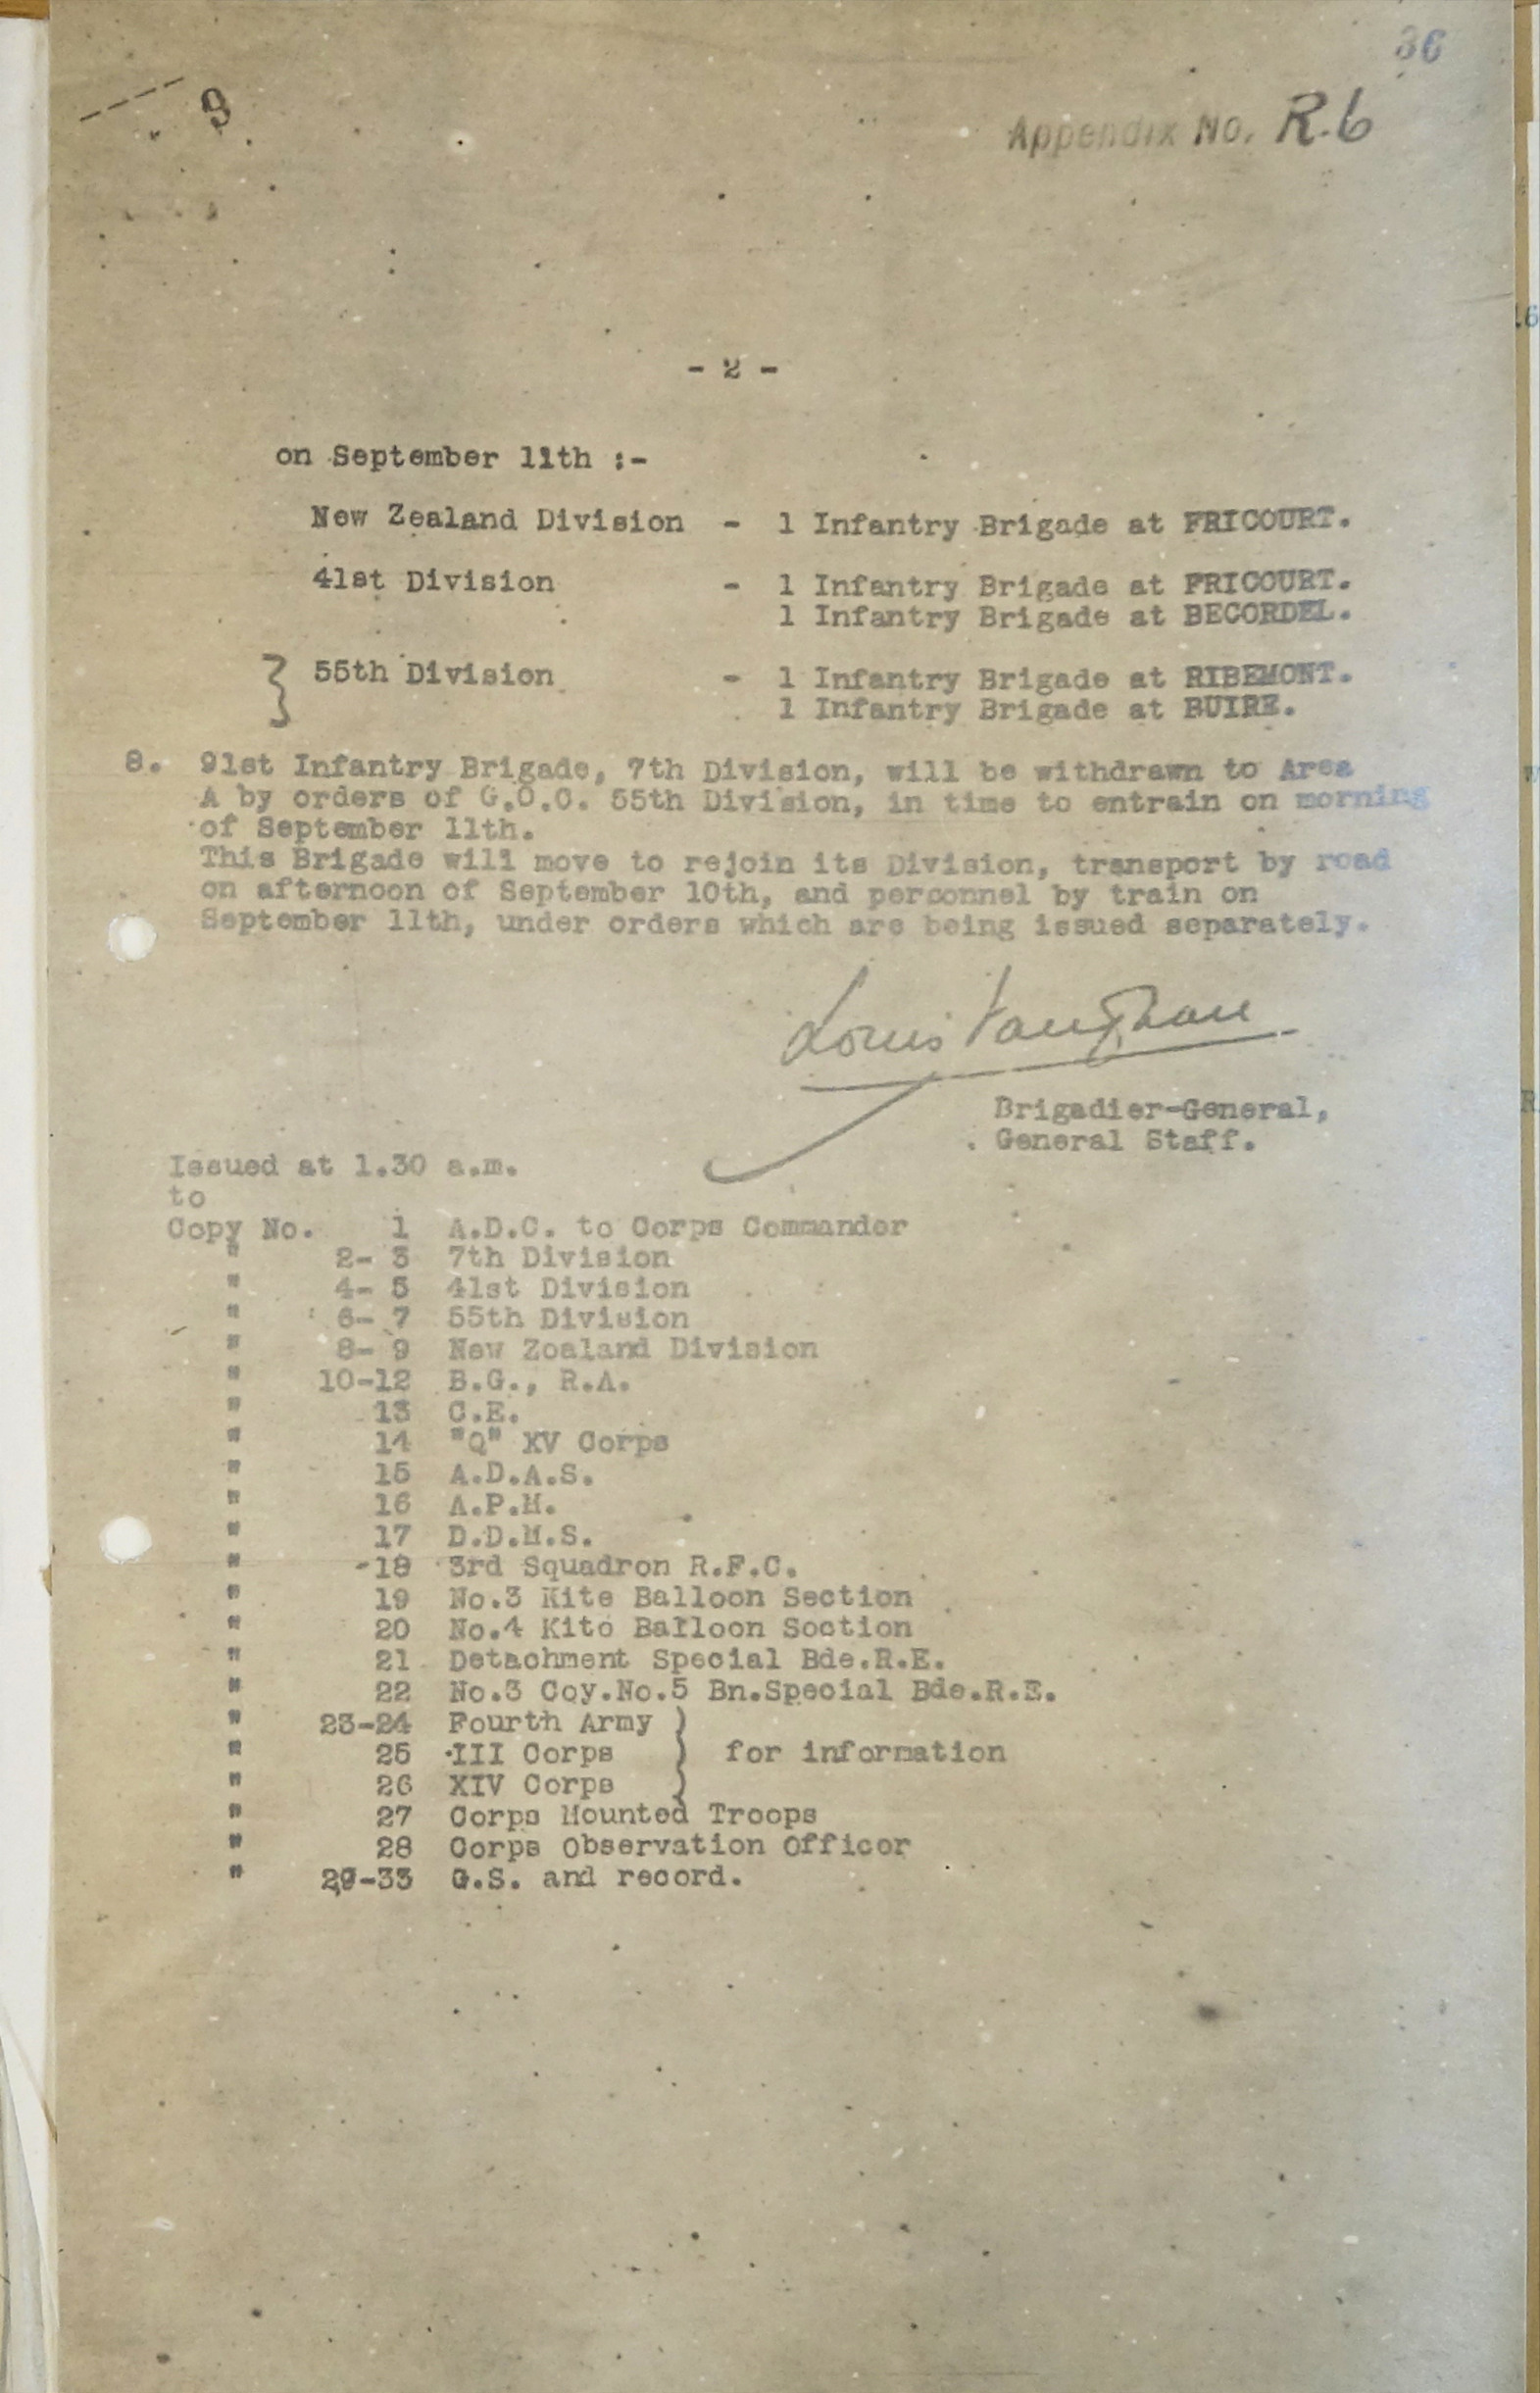 36
9
Appendix No. R.6
- 2 -
on September 11th :-
New Zealand Division - 1 Infantry Brigade at FRICOURT.
41st Division - 1 Infantry Brigade at FRICOURT.
1 Infantry Brigade at BECORDEL.
55th Division - 1 Infantry Brigade at RIBEMONT.
1 Infantry Brigade at BUIRE.
8. 91st Infantry Brigade, 7th Division, will be withdrawn to Area
A by orders of G.O.C. 55th Division, in time to entrain on morning
of September 11th.
This Brigade will move to rejoin its Division, transport by road
on afternoon of September 10th, and personnel by train on
September 11th, under orders which are being issued separately.
Louis Vaughan
Brigadier-General,
General Staff.
Issued at 1.30 a.m.
to
Copy No. 1 A.D.C. to Corps Commander
" 2- 3 7th Division
" 4- 5 41st Division
" 6- 7 55th Division
" 8- 9 New Zealand Division
" 10-12 B.G., R.A.
" 13 C.E.
" 14 "Q" XV Corps
" 15 A.D.A.S.
" 16 A.P.M.
" 17 D.D.M.S.
" 18 3rd Squadron R.F.C.
" 19 No.3 Kite Balloon Section
" 20 No.4 Kite Balloon Section
" 21 Detachment Special Bde.R.E.
" 22 No.3 Coy.No.5 Bn.Special Bde.R.E.
" 23-24 Fourth Army
" 25 III Corps } for information
" 26 XIV Corps
" 27 Corps Mounted Troops
" 28 Corps Observation Officer
" 29-33 G.S. and record.